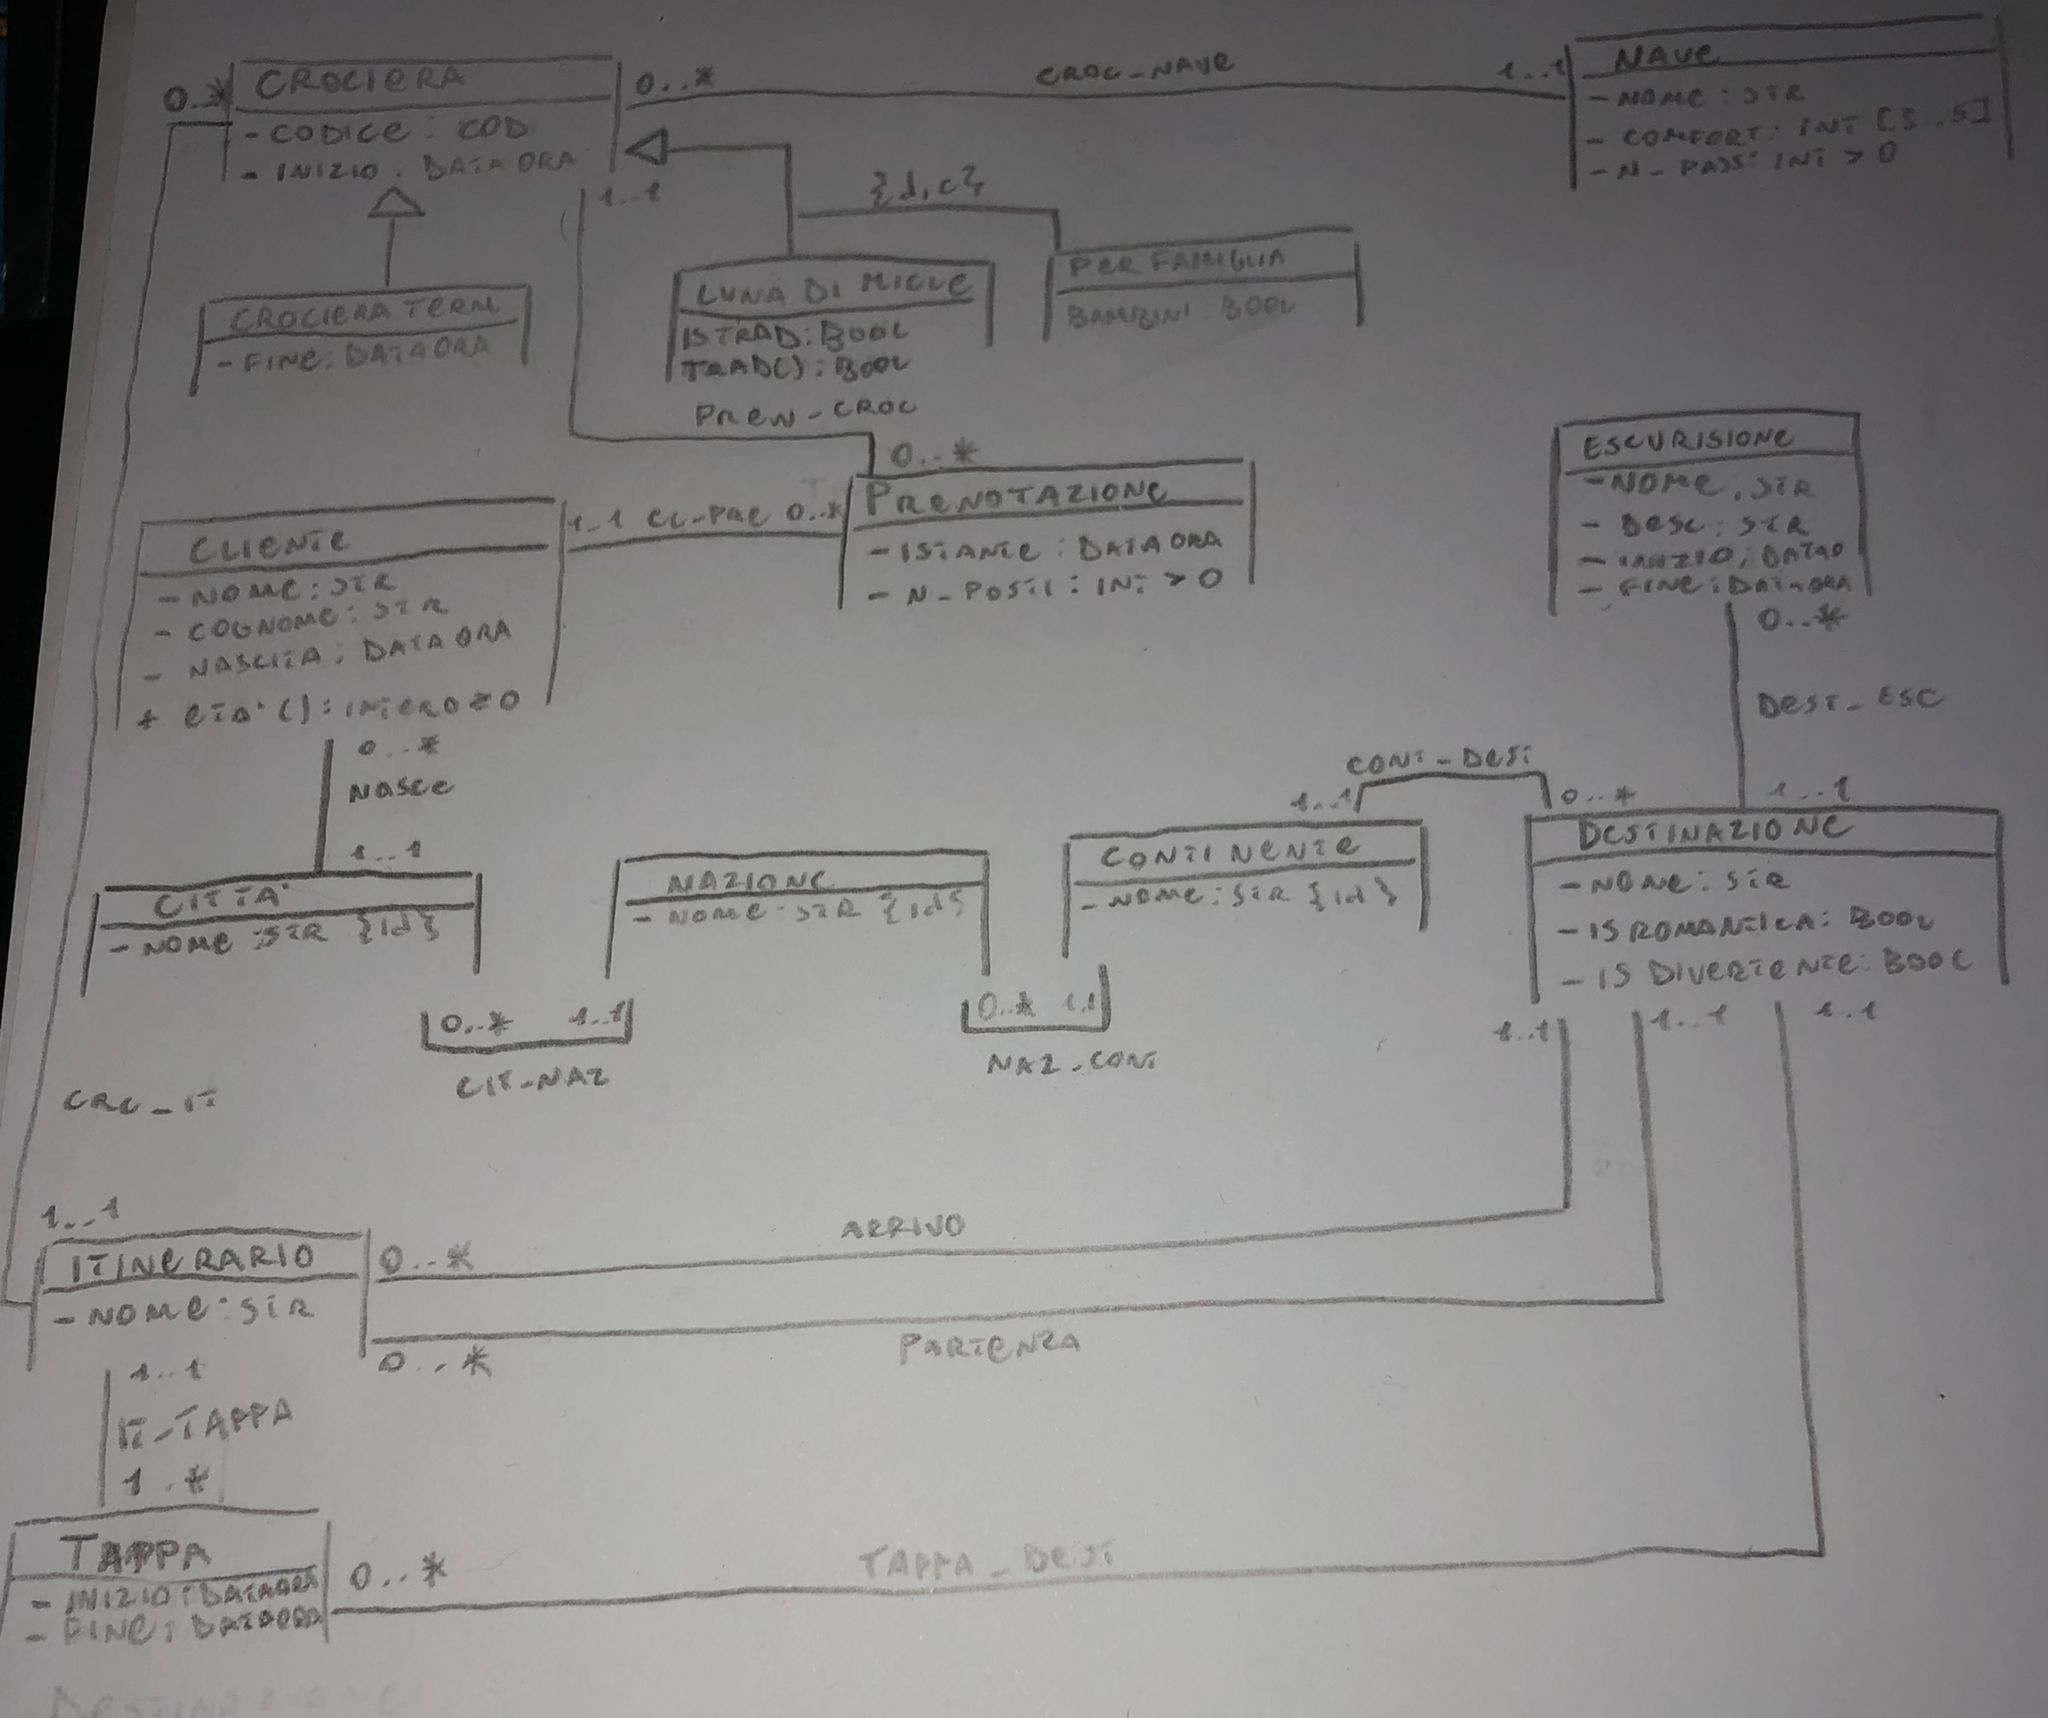 0..*
CROCIERA
- CODICE: COD
- INIZIO: DATA ORA
0..*
CROC_NAVE
1..1
NAVE
- NOME: STR
- COMFORT: INT [3..5]
- N_PASS: INT > 0
1..1
{d,c}
CROCIERA TERM
- FINE: DATAORA
LUNA DI MIELE
ISTRAD: BOOL
TRAD(): BOOL
PER FAMIGLIA
BAMBINI: BOOL
PREN_CROC
0..*
PRENOTAZIONE
- ISTANTE: DATAORA
- N_POSTI: INT > 0
1..1 CL_PRE 0..*
CLIENTE
- NOME: STR
- COGNOME: STR
- NASCITA: DATA ORA
+ ETA'(): INTERO ≥ 0
0..*
NASCE
1..1
ESCURISIONE
- NOME: STR
- DESC: STR
- INIZIO: DATAO
- FINE: DATAORA
0..*
DEST_ESC
1..1
CONT_DEST
1..1
0..*
CITTA'
- NOME: STR {id}
NAZIONE
- NOME: STR {id}
CONTINENTE
- NOME: STR {id}
DESTINAZIONE
- NOME: STR
- IS ROMANTICA: BOOL
- IS DIVERTENTE: BOOL
0..* 1..1
CIT_NAZ
0..* 1..1
NAZ_CONT
1..1
1..1
1..1
CRC_IT
1..1
ITINERARIO
- NOME: STR
0..*
ARRIVO
0..*
PARTENZA
1..1
IT_TAPPA
1..*
TAPPA
- INIZIO: DATAORA
- FINE: DATAORA
0..*
TAPPA_DEST
DESTINAZIONE